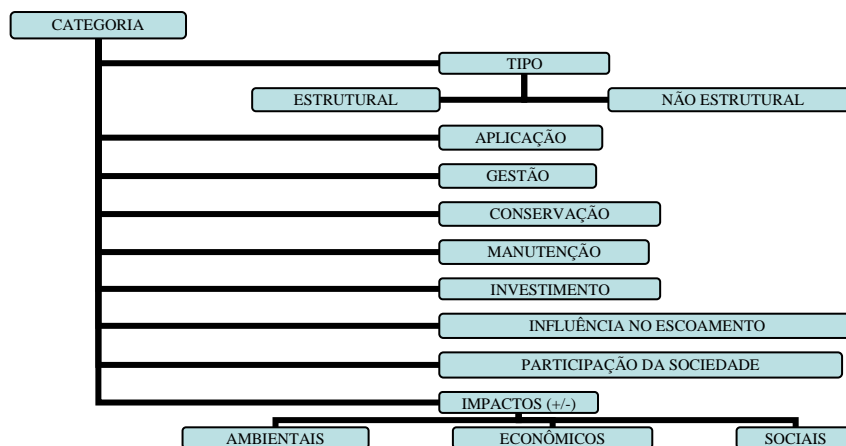 CATEGORIA
TIPO
ESTRUTURAL
NÃO ESTRUTURAL
APLICAÇÃO
GESTÃO
CONSERVAÇÃO
MANUTENÇÃO
INVESTIMENTO
INFLUÊNCIA NO ESCOAMENTO
PARTICIPAÇÃO DA SOCIEDADE
IMPACTOS (+/-)
AMBIENTAIS
ECONÔMICOS
SOCIAIS